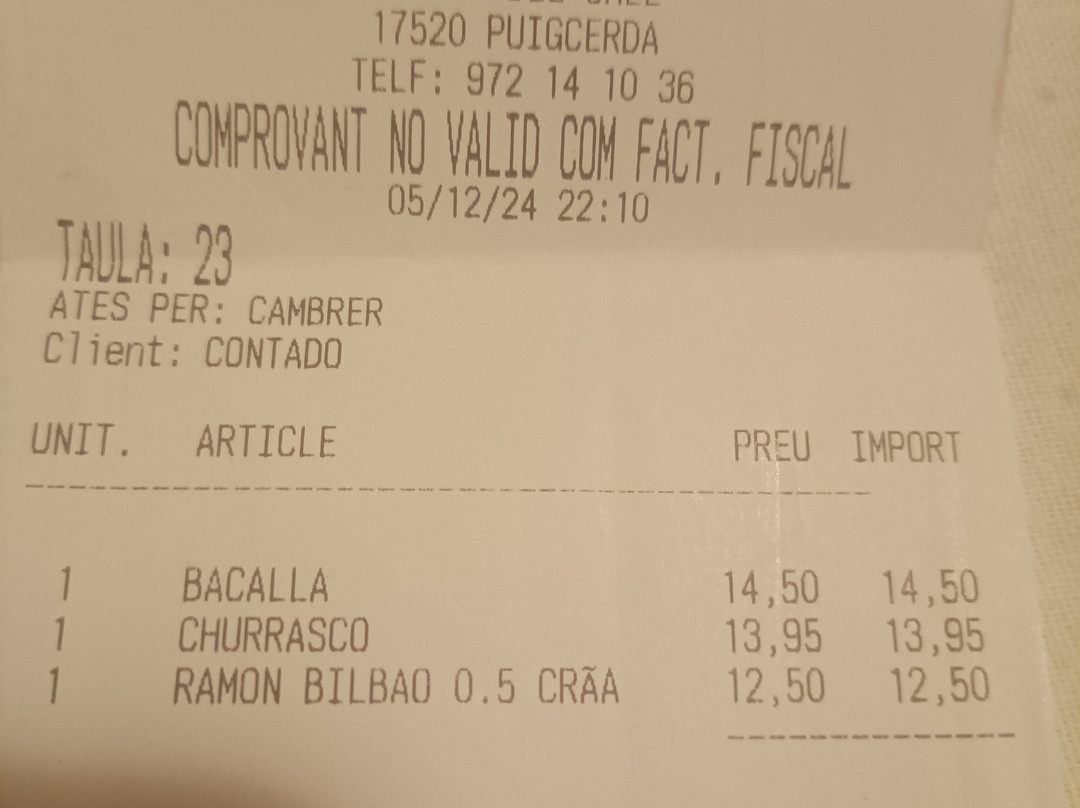 17520 PUIGCERDA
TELF: 972 14 10 36
COMPROVANT NO VALID COM FACT. FISCAL
05/12/24 22:10
TAULA: 23
ATES PER: CAMBRER
Client: CONTADO
UNIT. ARTICLE PREU IMPORT
1 BACALLA 14,50 14,50
1 CHURRASCO 13,95 13,95
1 RAMON BILBAO 0.5 CRÃA 12,50 12,50